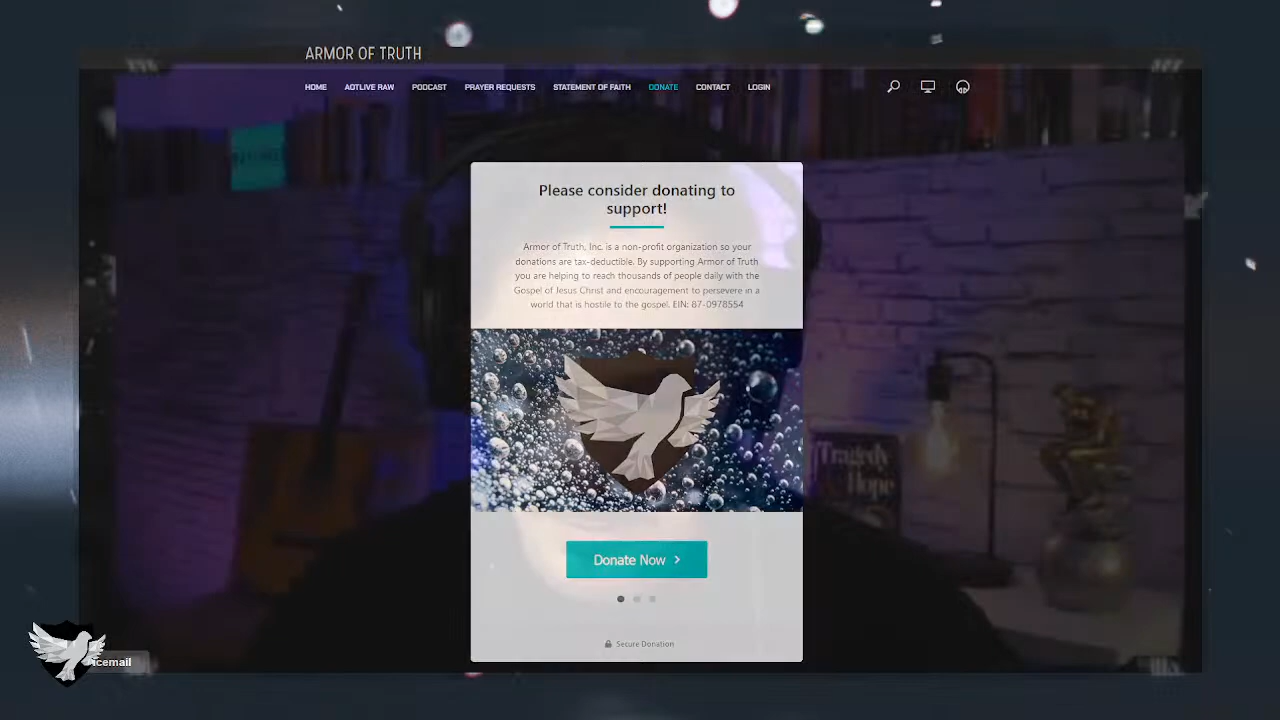 ARMOR OF TRUTH
HOME AOTLIVE RAW PODCAST PRAYER REQUESTS STATEMENT OF FAITH DONATE CONTACT LOGIN
Please consider donating to
support!
Armor of Truth, Inc. is a non-profit organization so your
donations are tax-deductible. By supporting Armor of Truth
you are helping to reach thousands of people daily with the
Gospel of Jesus Christ and encouragement to persevere in a
world that is hostile to the gospel. EIN: 87-0978554
Tragedy
Hope
Donate Now
Secure Donation
icemail